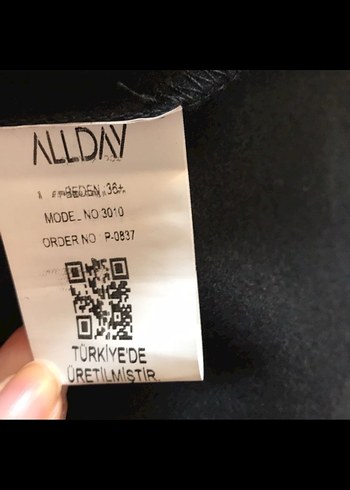 ALLDAY
BEDEN 36+
MODEL NO 3010
ORDER NO P-0837
TÜRKİYE'DE
ÜRETİLMİŞTİR.